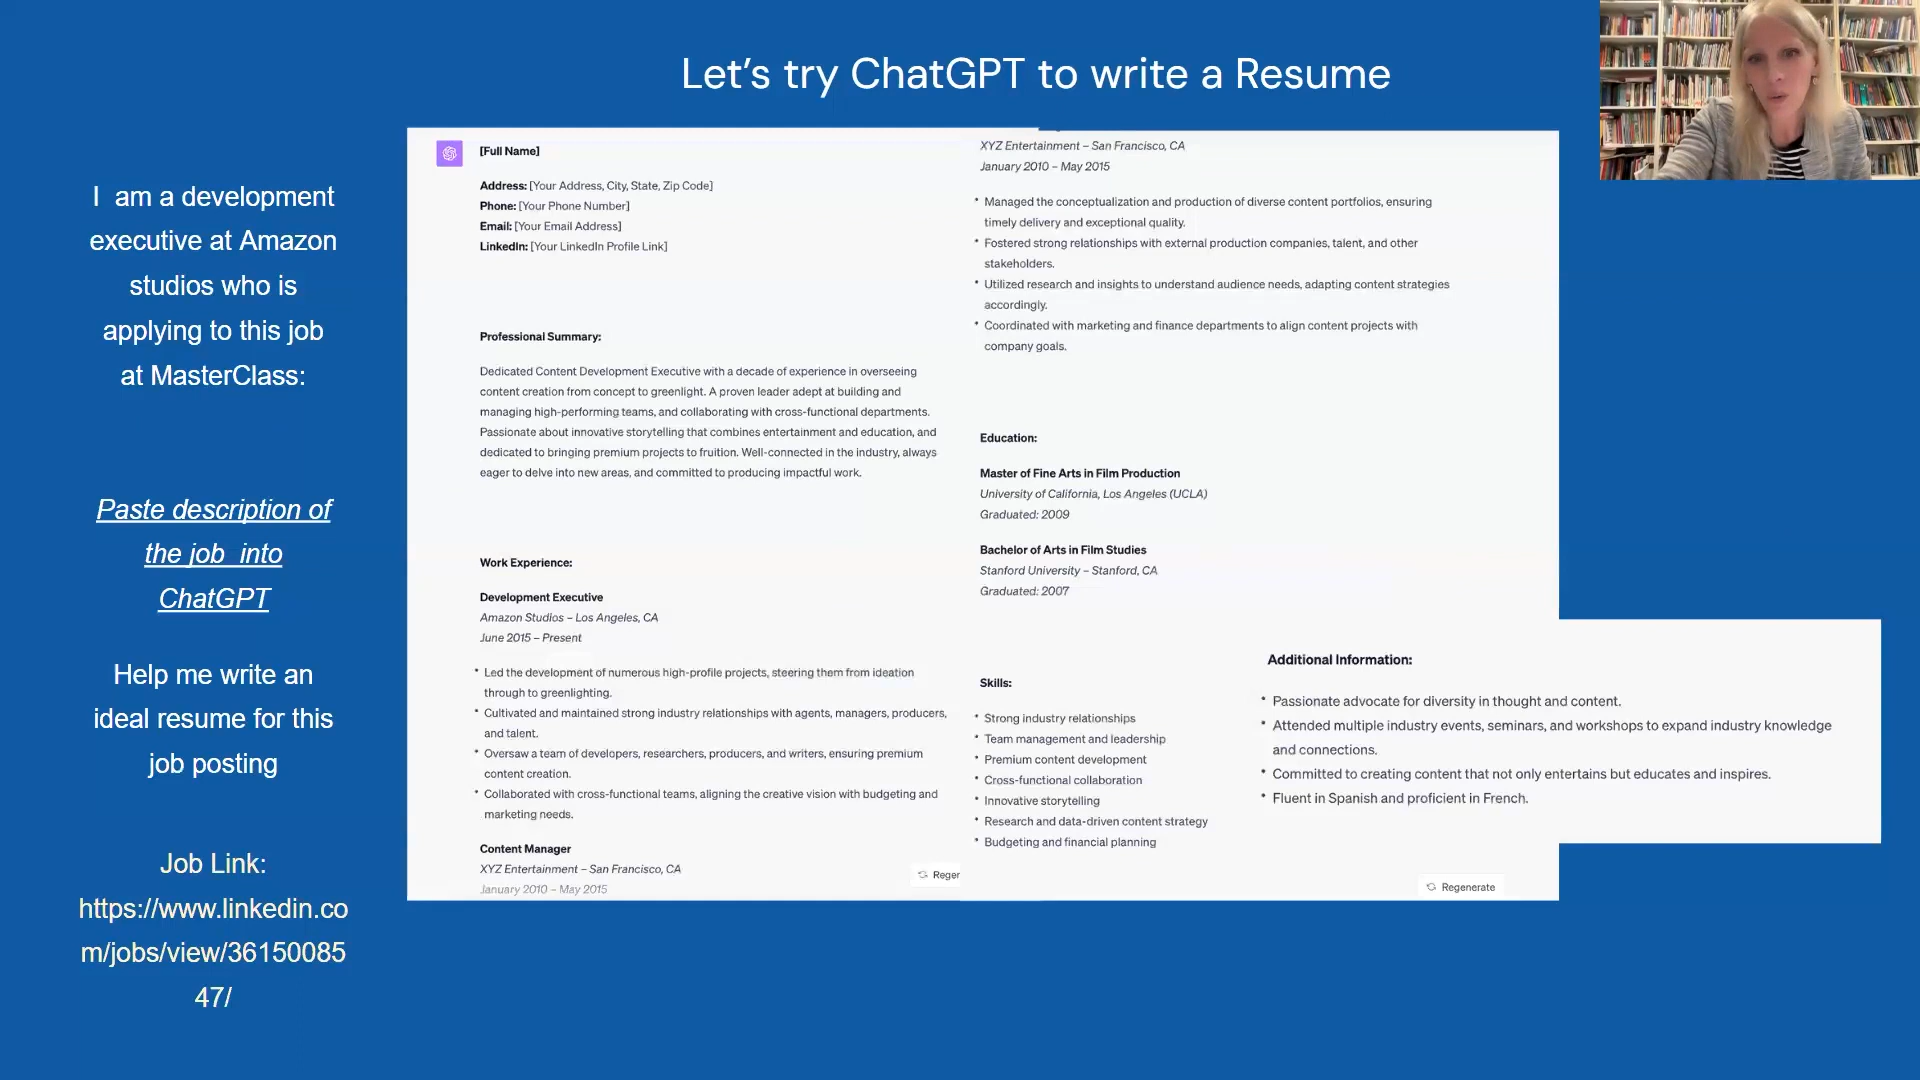 Let's try ChatGPT to write a Resume
I am a development
executive at Amazon
studios who is
applying to this job
at MasterClass:
Paste description of
the job into
ChatGPT
Help me write an
ideal resume for this
job posting
Job Link:
https://www.linkedin.co
m/jobs/view/36150085
47/
[Full Name]
Address: [Your Address, City, State, Zip Code]
Phone: [Your Phone Number]
Email: [Your Email Address]
LinkedIn: [Your LinkedIn Profile Link]
Professional Summary:
Dedicated Content Development Executive with a decade of experience in overseeing
content creation from concept to greenlight. A proven leader adept at building and
managing high-performing teams, and collaborating with cross-functional departments.
Passionate about innovative storytelling that combines entertainment and education, and
dedicated to bringing premium projects to fruition. Well-connected in the industry, always
eager to delve into new areas, and committed to producing impactful work.
Work Experience:
Development Executive
Amazon Studios – Los Angeles, CA
June 2015 – Present
• Led the development of numerous high-profile projects, steering them from ideation
through to greenlighting.
• Cultivated and maintained strong industry relationships with agents, managers, producers,
and talent.
• Oversaw a team of developers, researchers, producers, and writers, ensuring premium
content creation.
• Collaborated with cross-functional teams, aligning the creative vision with budgeting and
marketing needs.
Content Manager
XYZ Entertainment – San Francisco, CA
January 2010 – May 2015
Regener
XYZ Entertainment – San Francisco, CA
January 2010 – May 2015
• Managed the conceptualization and production of diverse content portfolios, ensuring
timely delivery and exceptional quality.
• Fostered strong relationships with external production companies, talent, and other
stakeholders.
• Utilized research and insights to understand audience needs, adapting content strategies
accordingly.
• Coordinated with marketing and finance departments to align content projects with
company goals.
Education:
Master of Fine Arts in Film Production
University of California, Los Angeles (UCLA)
Graduated: 2009
Bachelor of Arts in Film Studies
Stanford University – Stanford, CA
Graduated: 2007
Skills:
• Strong industry relationships
• Team management and leadership
• Premium content development
• Cross-functional collaboration
• Innovative storytelling
• Research and data-driven content strategy
• Budgeting and financial planning
Regenerate
Additional Information:
• Passionate advocate for diversity in thought and content.
• Attended multiple industry events, seminars, and workshops to expand industry knowledge
and connections.
• Committed to creating content that not only entertains but educates and inspires.
• Fluent in Spanish and proficient in French.